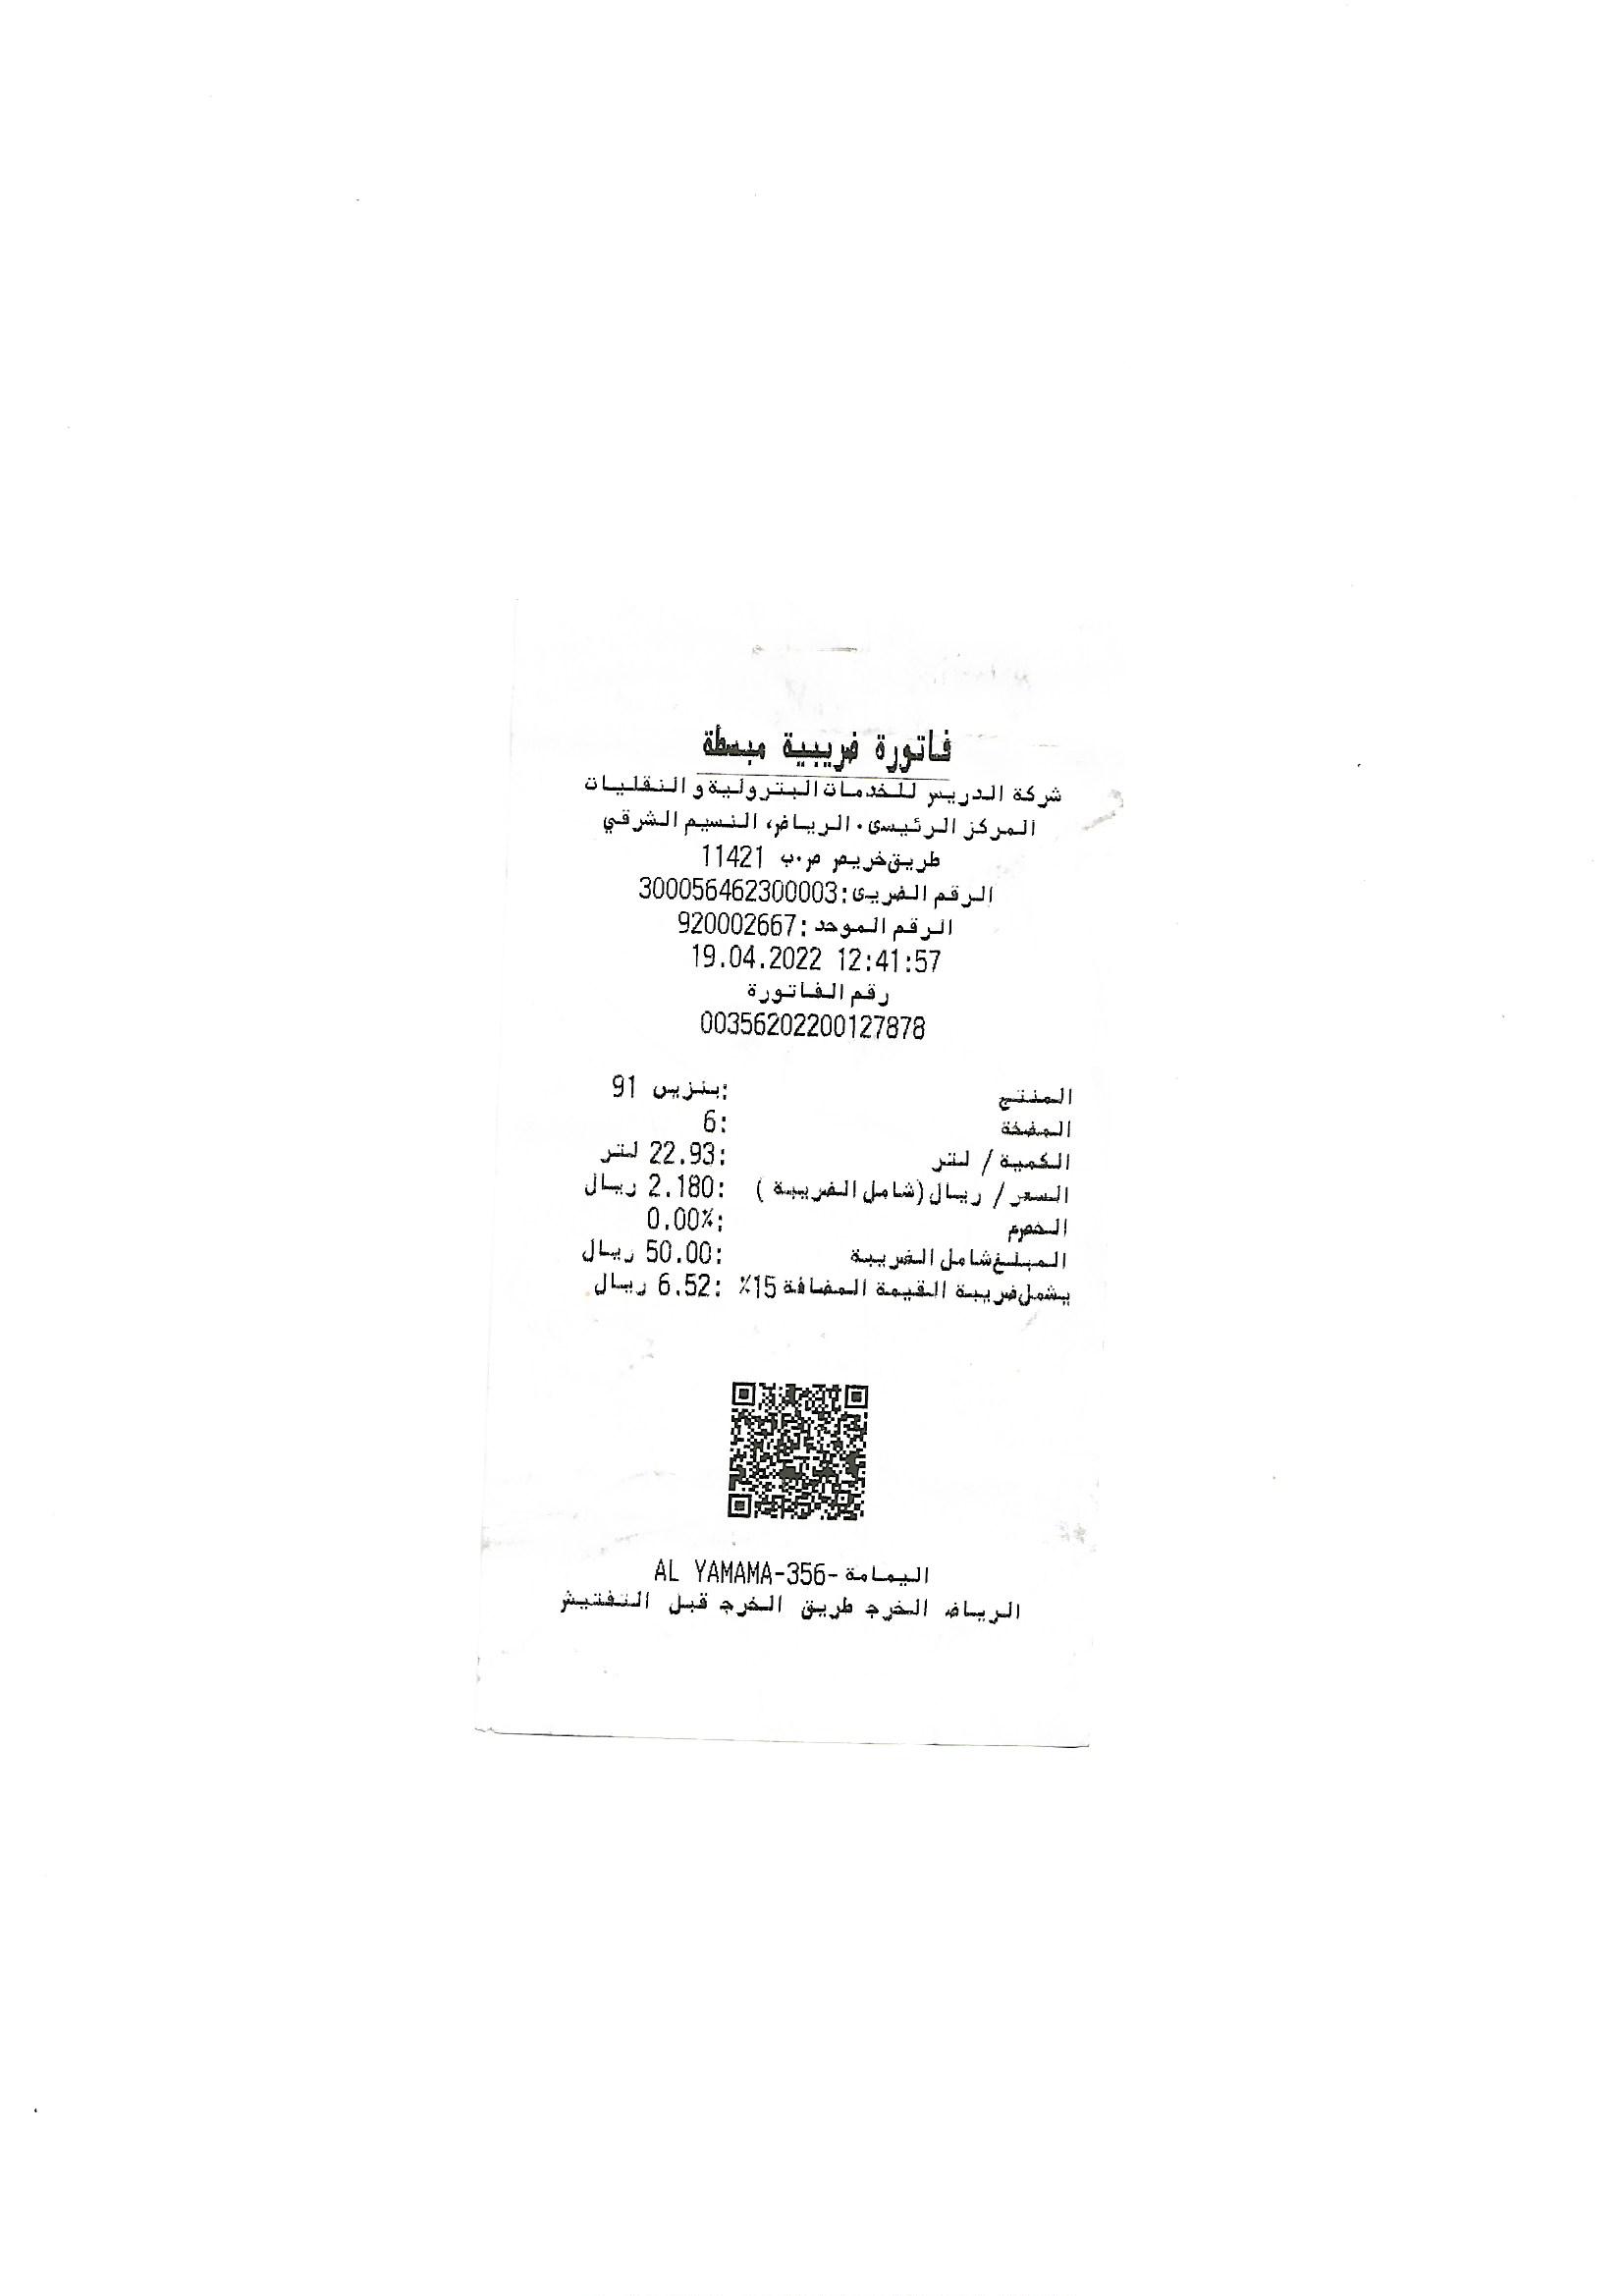 فاتورة ضريبية مبسطة
شركة الدريس للخدمات البترولية و النقليات
المركز الرئيسى. الرياض، النسيم الشرقي
طريق خريص ص.ب 11421
الرقم الضريى: 300056462300003
الرقم الموحد: 920002667
19.04.2022 12:41:57
رقم الفاتورة
00356202200127878
المنتج :بنزين 91
المضخة :6
الكمية / لتر :22.93 لتر
السعر / ريال (شامل الضريبة ) :2.180 ريال
الخصم :0.00%
المبلغ شامل الضريبة :50.00 ريال
يشمل ضريبة القيمة المضافة 15% :6.52 ريال
اليمامة -AL YAMAMA-356
الرياض الخرج طريق الخرج قبل التفتيش